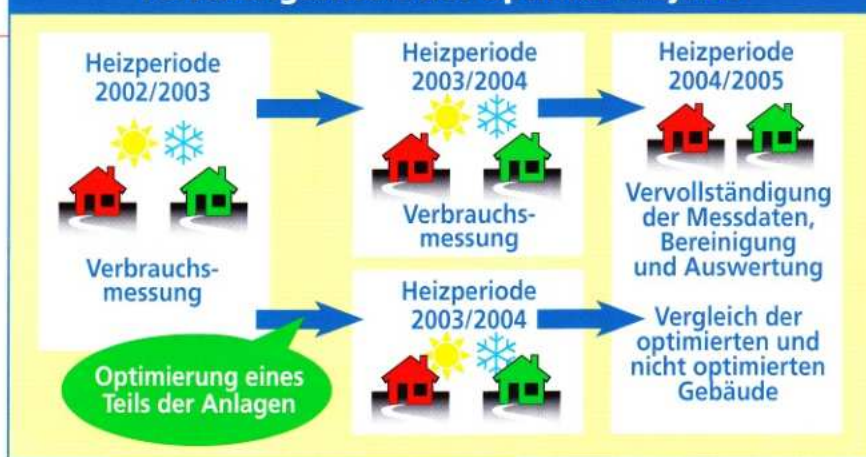 Heizperiode
2002/2003
Verbrauchs-
messung
Optimierung eines
Teils der Anlagen
Heizperiode
2003/2004
Verbrauchs-
messung
Heizperiode
2003/2004
Heizperiode
2004/2005
Vervollständigung
der Messdaten,
Bereinigung
und Auswertung
Vergleich der
optimierten und
nicht optimierten
Gebäude